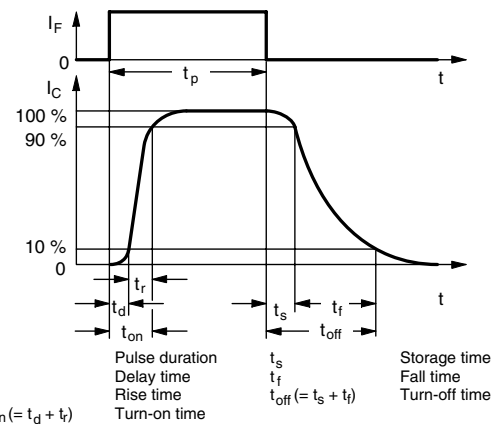 I_F
0
t_p
t
I_C
100 %
90 %
10 %
0
t_r
t_d
t_s
t_f
t
t_on
t_off
Pulse duration t_s Storage time
Delay time t_f Fall time
Rise time t_off (= t_s + t_f) Turn-off time
n (= t_d + t_r) Turn-on time